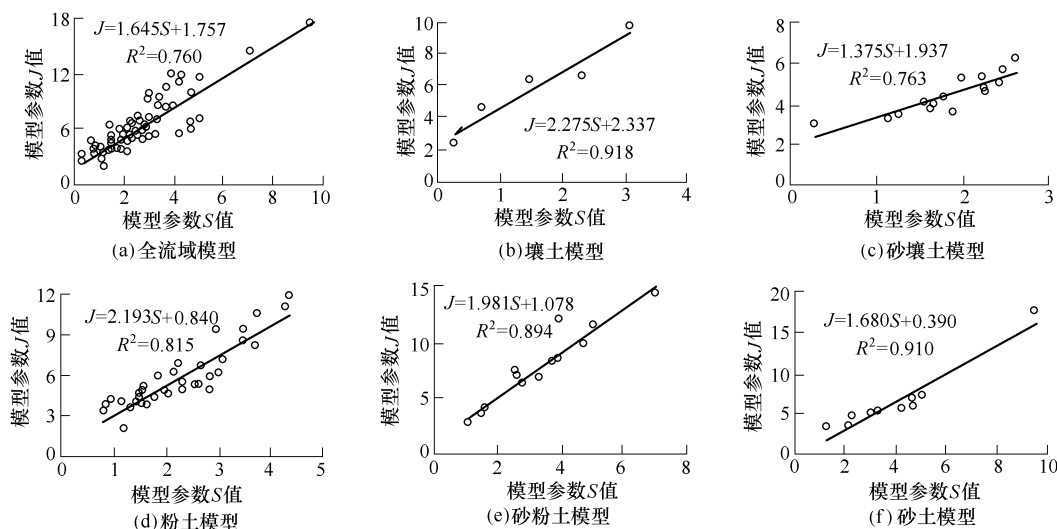 18
12
6
0
模型参数J值
J=1.645S+1.757
R²=0.760
0 2 4 6 8 10
模型参数S值
(a)全流域模型
10
8
6
4
2
0
模型参数J值
J=2.275S+2.337
R²=0.918
0 1 2 3 4
模型参数S值
(b)壤土模型
8
6
4
2
0
模型参数J值
J=1.375S+1.937
R²=0.763
0 1 2 3
模型参数S值
(c)砂壤土模型
12
9
6
3
0
模型参数J值
J=2.193S+0.840
R²=0.815
0 1 2 3 4 5
模型参数S值
(d)粉土模型
15
10
5
0
模型参数J值
J=1.981S+1.078
R²=0.894
0 2 4 6 8
模型参数S值
(e)砂粉土模型
20
15
10
5
0
模型参数J值
J=1.680S+0.390
R²=0.910
0 2 4 6 8 10
模型参数S值
(f)砂土模型